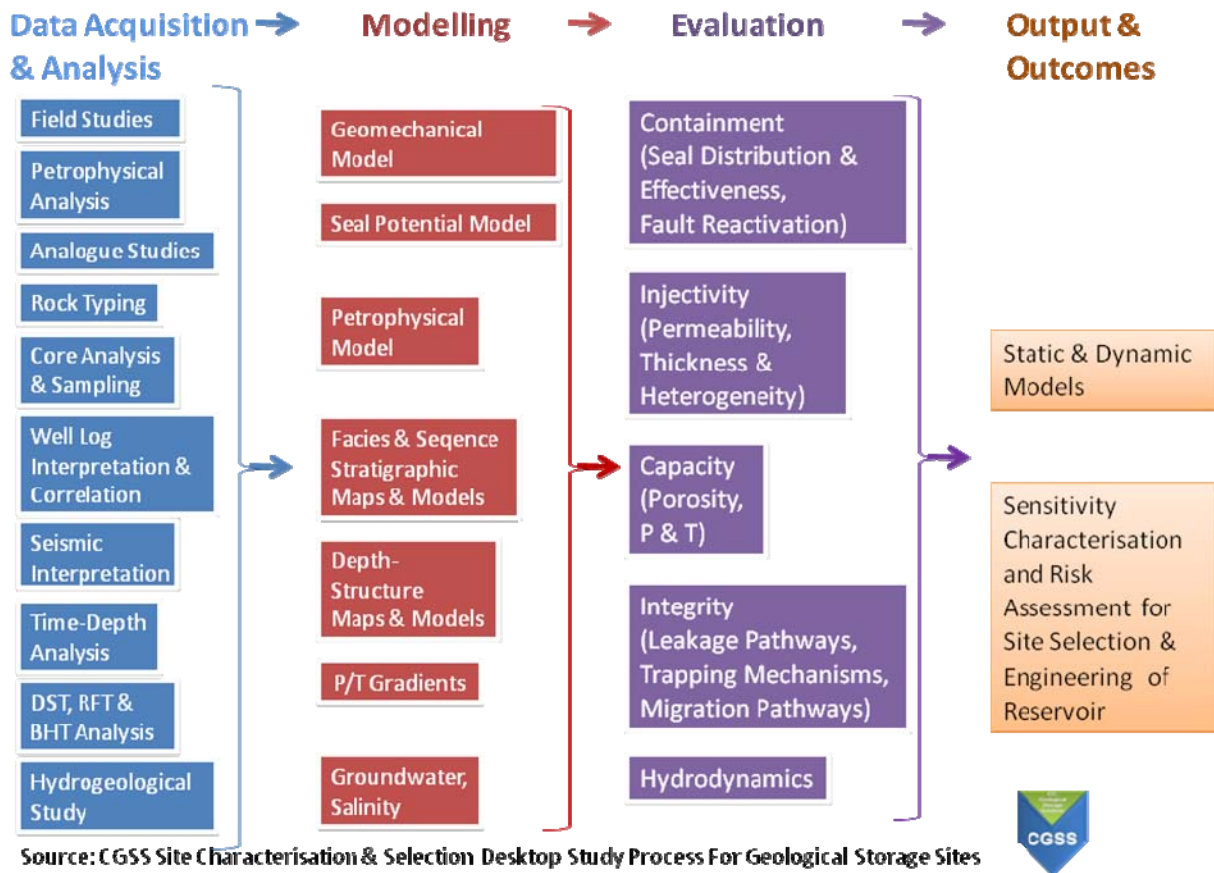 Data Acquisition
& Analysis
Modelling
Evaluation
Output &
Outcomes
Field Studies
Petrophysical
Analysis
Analogue Studies
Rock Typing
Core Analysis
& Sampling
Well Log
Interpretation &
Correlation
Seismic
Interpretation
Time-Depth
Analysis
DST, RFT &
BHT Analysis
Hydrogeological
Study
Geomechanical
Model
Seal Potential Model
Petrophysical
Model
Facies & Seqence
Stratigraphic
Maps & Models
Depth-
Structure
Maps & Models
P/T Gradients
Groundwater,
Salinity
Containment
(Seal Distribution &
Effectiveness,
Fault Reactivation)
Injectivity
(Permeability,
Thickness &
Heterogeneity)
Capacity
(Porosity,
P & T)
Integrity
(Leakage Pathways,
Trapping Mechanisms,
Migration Pathways)
Hydrodynamics
Static & Dynamic
Models
Sensitivity
Characterisation
and Risk
Assessment for
Site Selection &
Engineering of
Reservoir
CGSS
Source: CGSS Site Characterisation & Selection Desktop Study Process For Geological Storage Sites